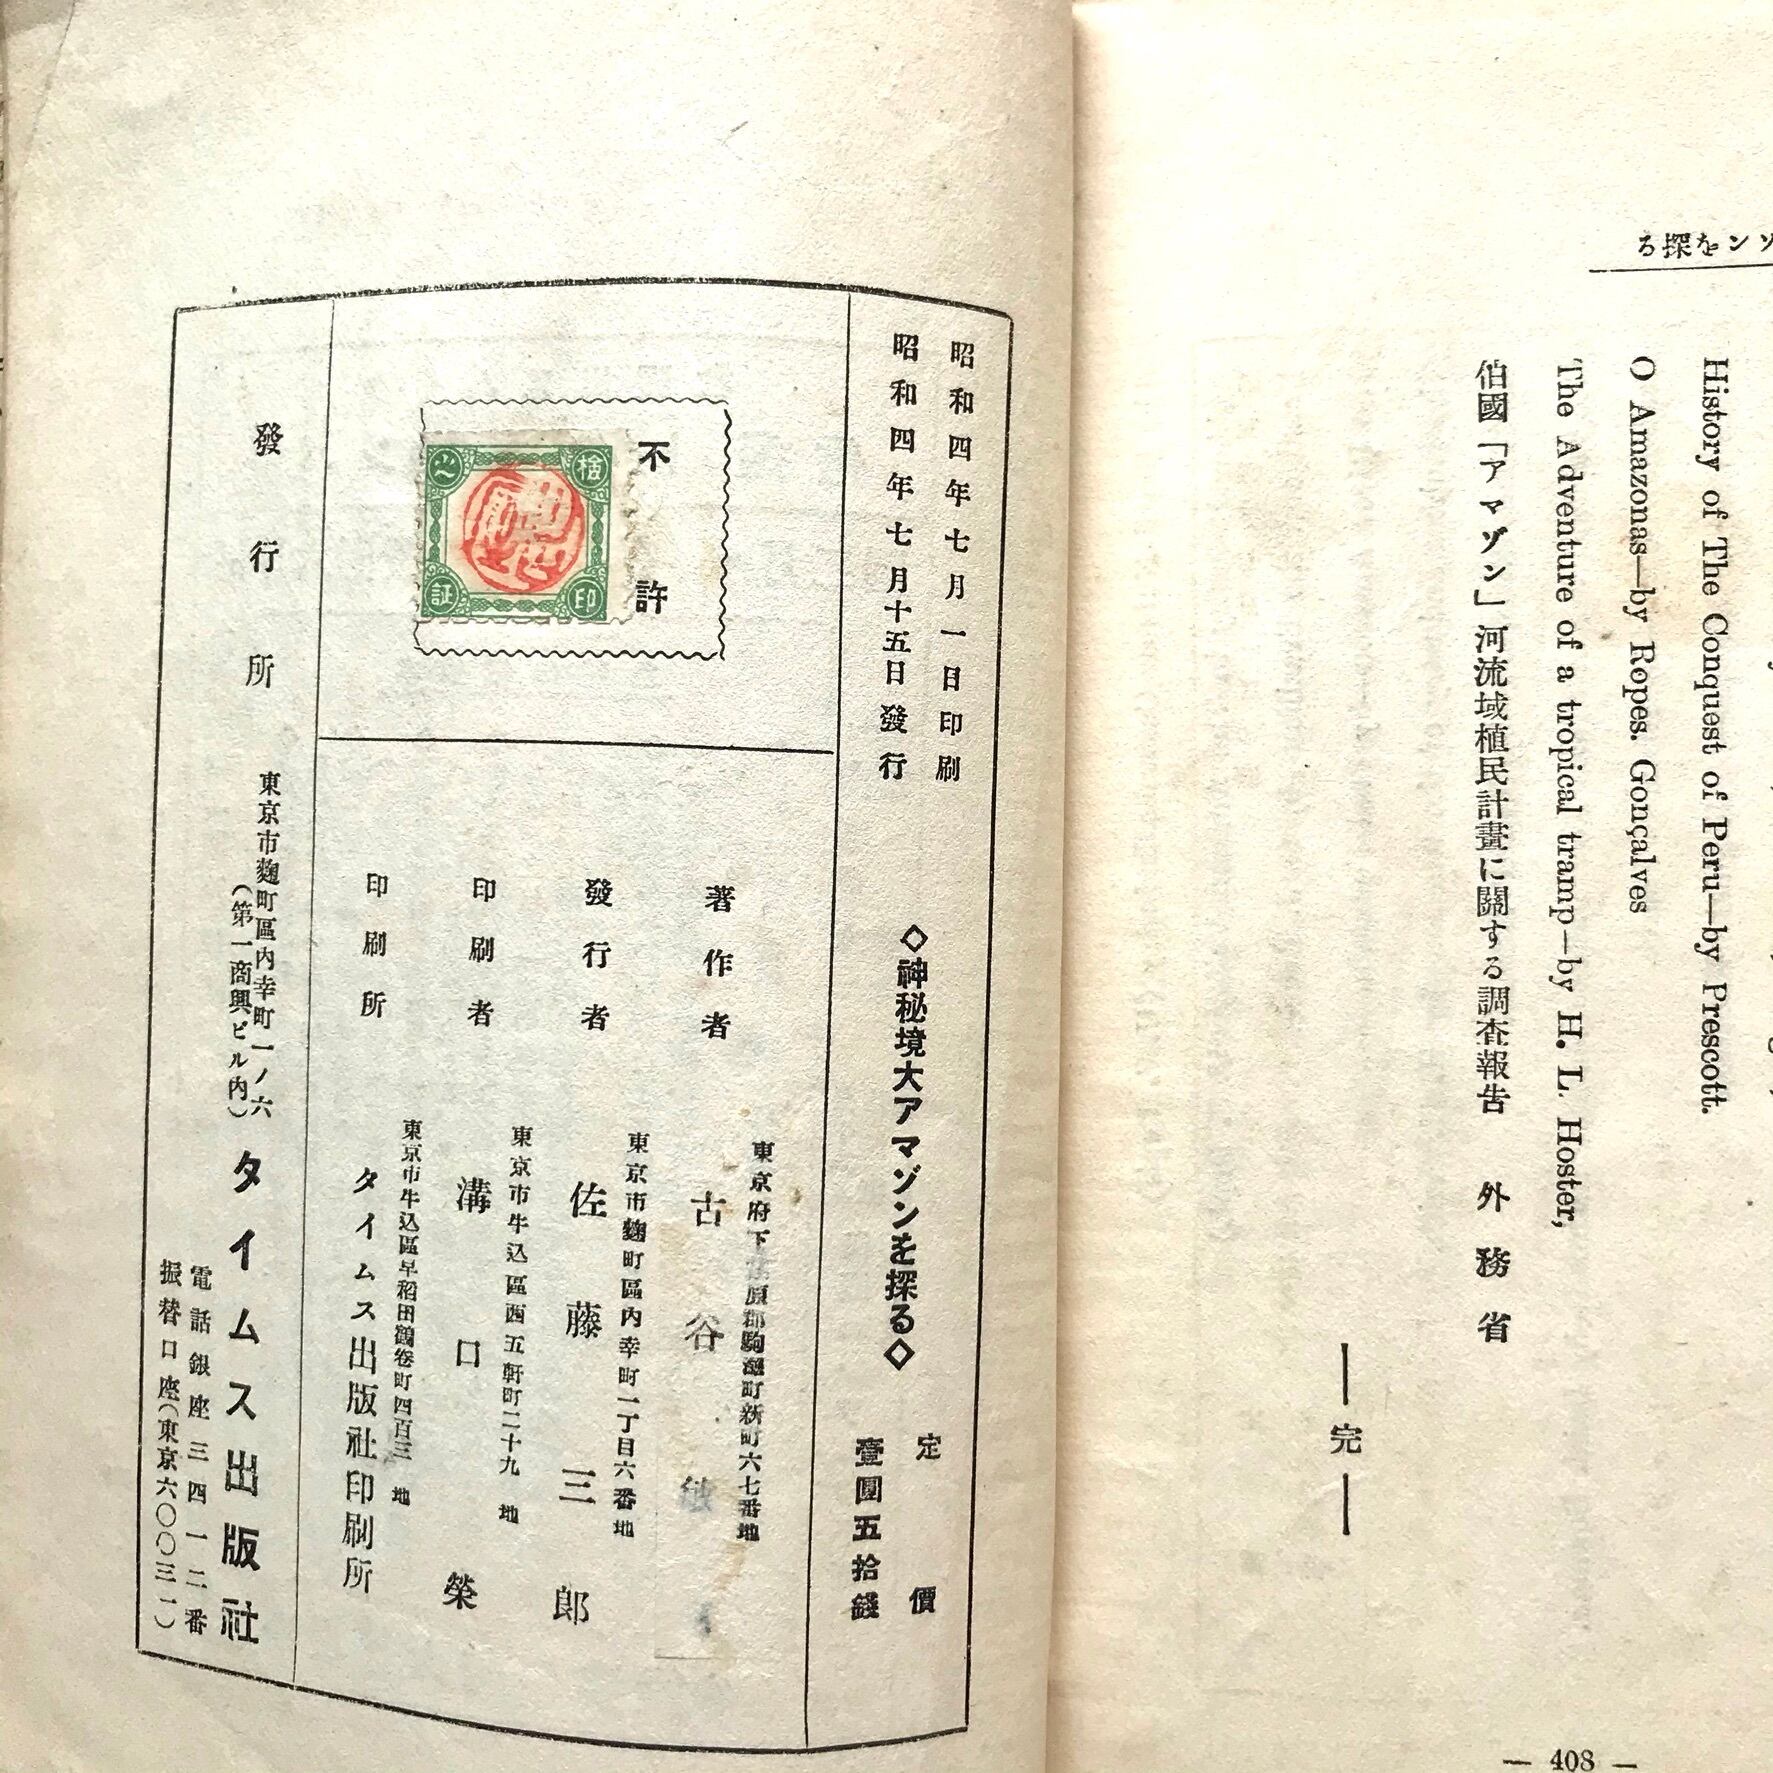 ゾンを探る
History of The Conquest of Peru—by Prescott.
O Amazonas—by Ropes. Gonçalves
The Adventure of a tropical tramp—by H. L. Hoster,
伯國「アマゾン」河流域植民計畫に關する調査報告 外務省
—完—
— 408 —
昭和四年七月一日印刷
昭和四年七月十五日發行
◇神秘境大アマゾンを探る◇
定價
壹圓五拾錢
不許
檢之印証
著作者
東京府下荏原郡駒澤町新町六七番地
古谷敏
發行者
東京市麴町區内幸町一丁目六番地
佐藤三郎
印刷者
東京市牛込區西五軒町二十九地
溝口榮
印刷所
東京市牛込區早稻田鶴卷町四百三地
タイムス出版社印刷所
發行所
東京市麴町區内幸町一ノ六
（第一商興ビル内）
タイムス出版社
電話銀座三四一二番
振替口座（東京六〇〇三一）